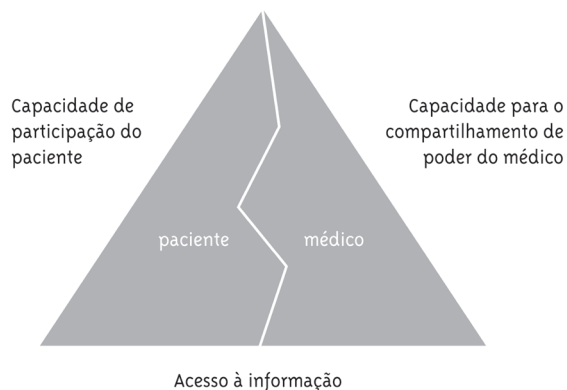 Capacidade de
participação do
paciente
Capacidade para o
compartilhamento de
poder do médico
paciente
médico
Acesso à informação